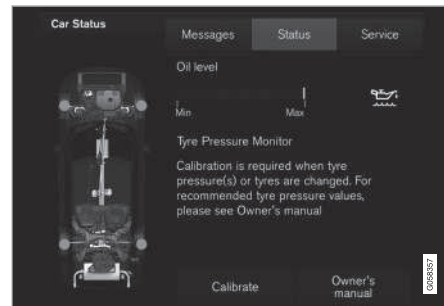 Car Status
Messages
Status
Service
Oil level
Min
Max
Tyre Pressure Monitor
Calibration is required when tyre
pressure(s) or tyres are changed. For
recommended tyre pressure values,
please see Owner's manual
Calibrate
Owner's
manual
G058357